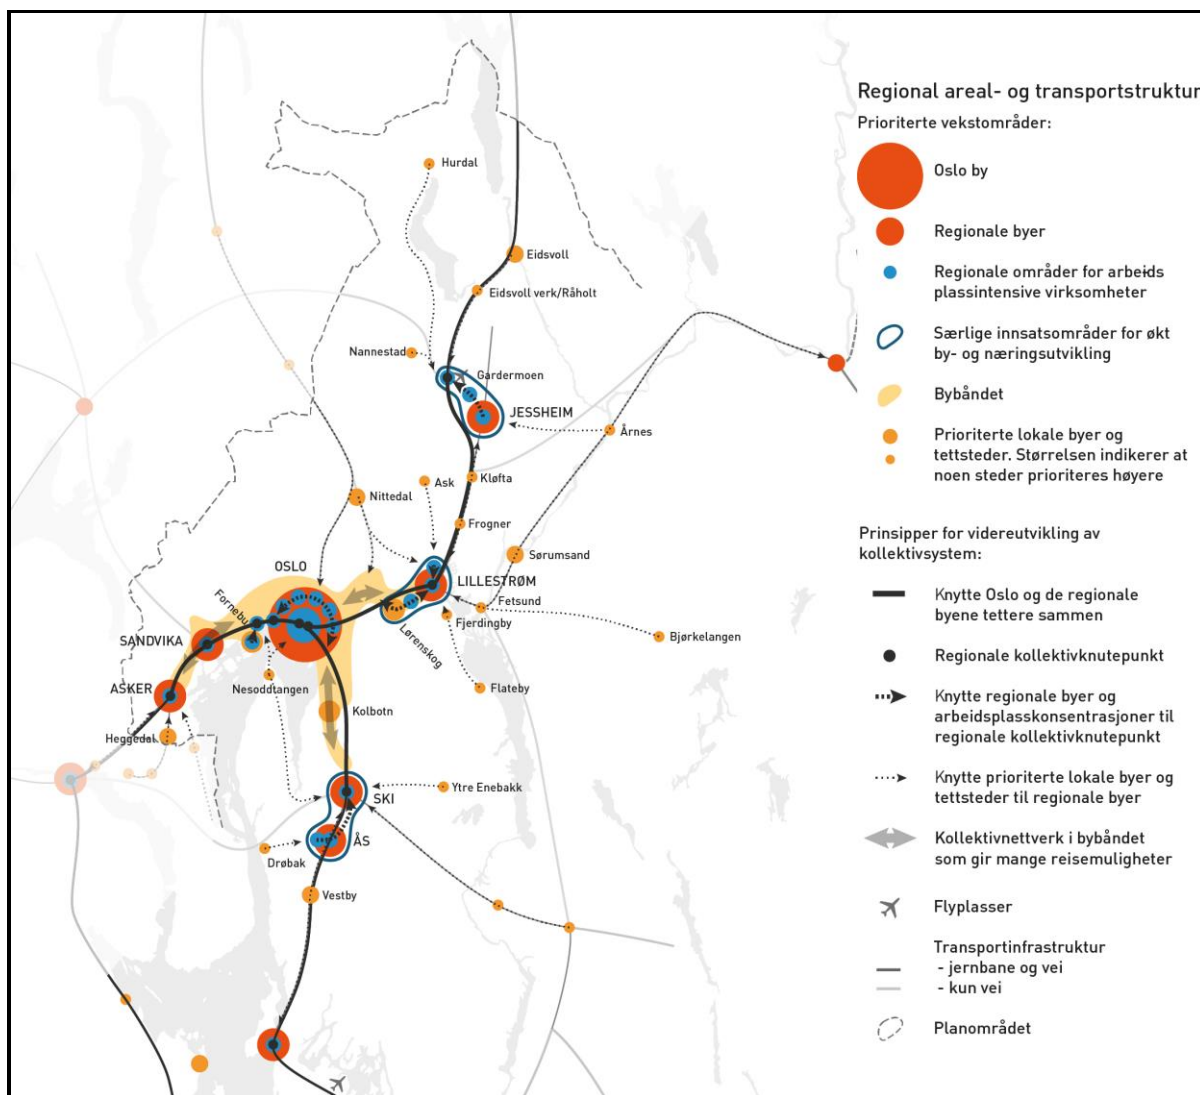 Regional areal- og transportstruktur
Prioriterte vekstområder:
Oslo by
Regionale byer
Regionale områder for arbeids
plassintensive virksomheter
Særlige innsatsområder for økt
by- og næringsutvikling
Bybåndet
Prioriterte lokale byer og
tettsteder. Størrelsen indikerer at
noen steder prioriteres høyere
Prinsipper for videreutvikling av
kollektivsystem:
Knytte Oslo og de regionale
byene tettere sammen
Regionale kollektivknutepunkt
Knytte regionale byer og
arbeidsplasskonsentrasjoner til
regionale kollektivknutepunkt
Knytte prioriterte lokale byer og
tettsteder til regionale byer
Kollektivnettverk i bybåndet
som gir mange reisemuligheter
Flyplasser
Transportinfrastruktur
- jernbane og vei
- kun vei
Planområdet
Hurdal
Eidsvoll
Eidsvoll verk/Råholt
Nannestad
Gardermoen
JESSHEIM
Årnes
Ask
Kløfta
Nittedal
Frogner
Sørumsand
OSLO
LILLESTRØM
Fetsund
Fornebu
Fjerdingby
SANDVIKA
Lørenskog
Bjørkelangen
ASKER
Nesoddtangen
Flateby
Kolbotn
Heggedal
Ytre Enebakk
SKI
ÅS
Drøbak
Vestby